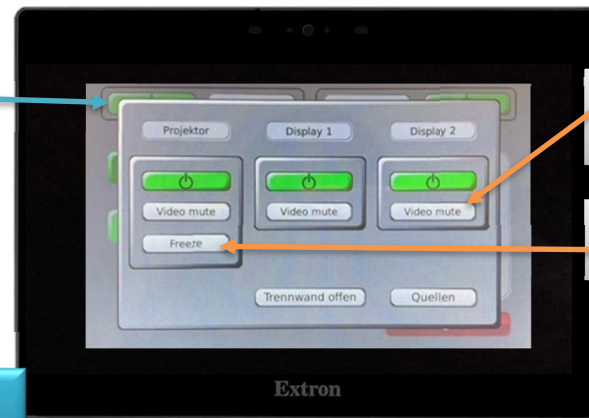 Projektor Display 1 Display 2
Video mute Video mute Video mute
Freeze
Trennwand offen Quellen
Extron